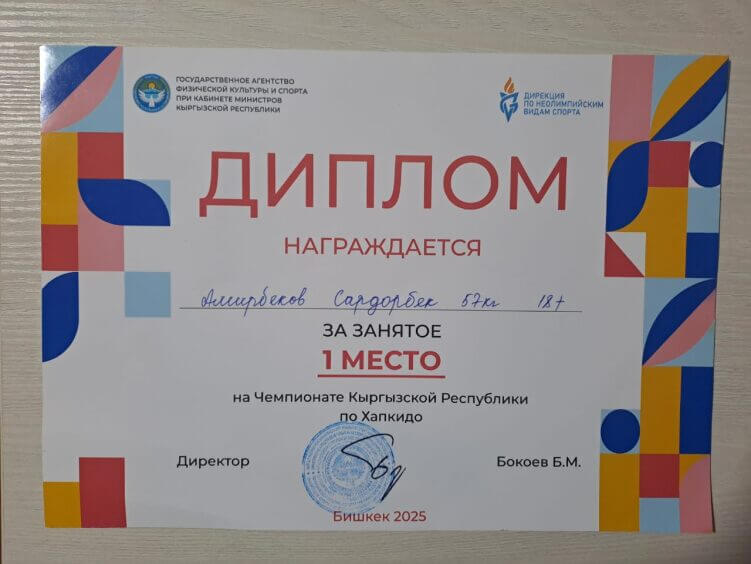 ГОСУДАРСТВЕННОЕ АГЕНТСТВО
ФИЗИЧЕСКОЙ КУЛЬТУРЫ И СПОРТА
ПРИ КАБИНЕТЕ МИНИСТРОВ
КЫРГЫЗСКОЙ РЕСПУБЛИКИ
ДИРЕКЦИЯ
ПО НЕОЛИМПИЙСКИМ
ВИДАМ СПОРТА
ДИПЛОМ
НАГРАЖДАЕТСЯ
Амирбеков Сардорбек 57кг 18+
ЗА ЗАНЯТОЕ
1 МЕСТО
на Чемпионате Кыргызской Республики
по Хапкидо
Директор
Бокоев Б.М.
Бишкек 2025